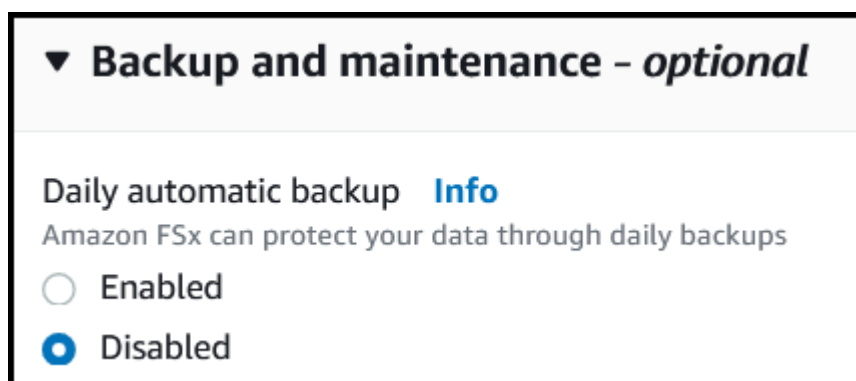 Backup and maintenance - optional
Daily automatic backup Info
Amazon FSx can protect your data through daily backups
Enabled
Disabled